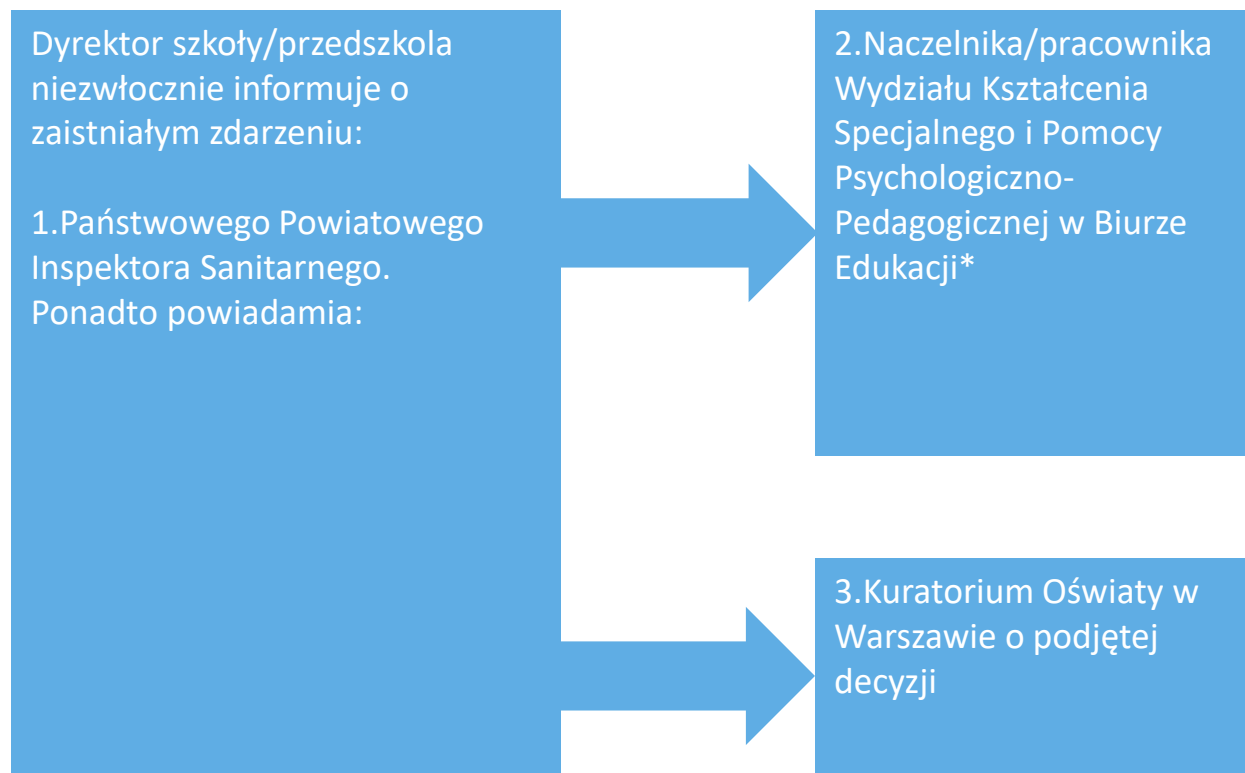 Dyrektor szkoły/przedszkola
niezwłocznie informuje o
zaistniałym zdarzeniu:
1.Państwowego Powiatowego
Inspektora Sanitarnego.
Ponadto powiadamia:
2.Naczelnika/pracownika
Wydziału Kształcenia
Specjalnego i Pomocy
Psychologiczno-
Pedagogicznej w Biurze
Edukacji*
3.Kuratorium Oświaty w
Warszawie o podjętej
decyzji